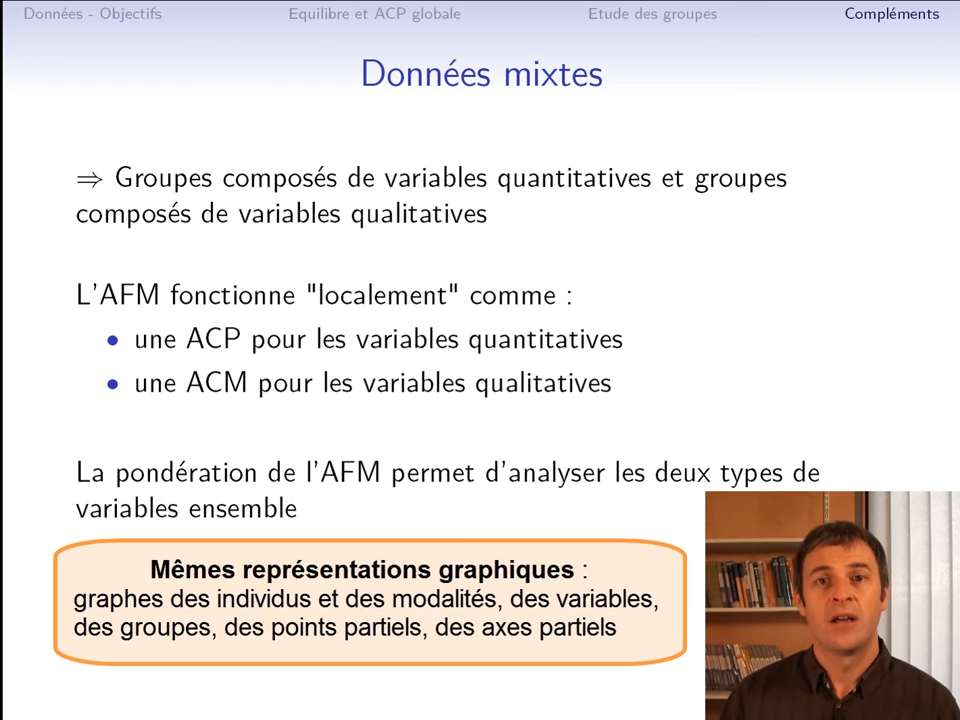 Données - Objectifs Equilibre et ACP globale Etude des groupes Compléments
Données mixtes
⇒ Groupes composés de variables quantitatives et groupes
composés de variables qualitatives
L'AFM fonctionne "localement" comme :
• une ACP pour les variables quantitatives
• une ACM pour les variables qualitatives
La pondération de l'AFM permet d'analyser les deux types de
variables ensemble
Mêmes représentations graphiques :
graphes des individus et des modalités, des variables,
des groupes, des points partiels, des axes partiels